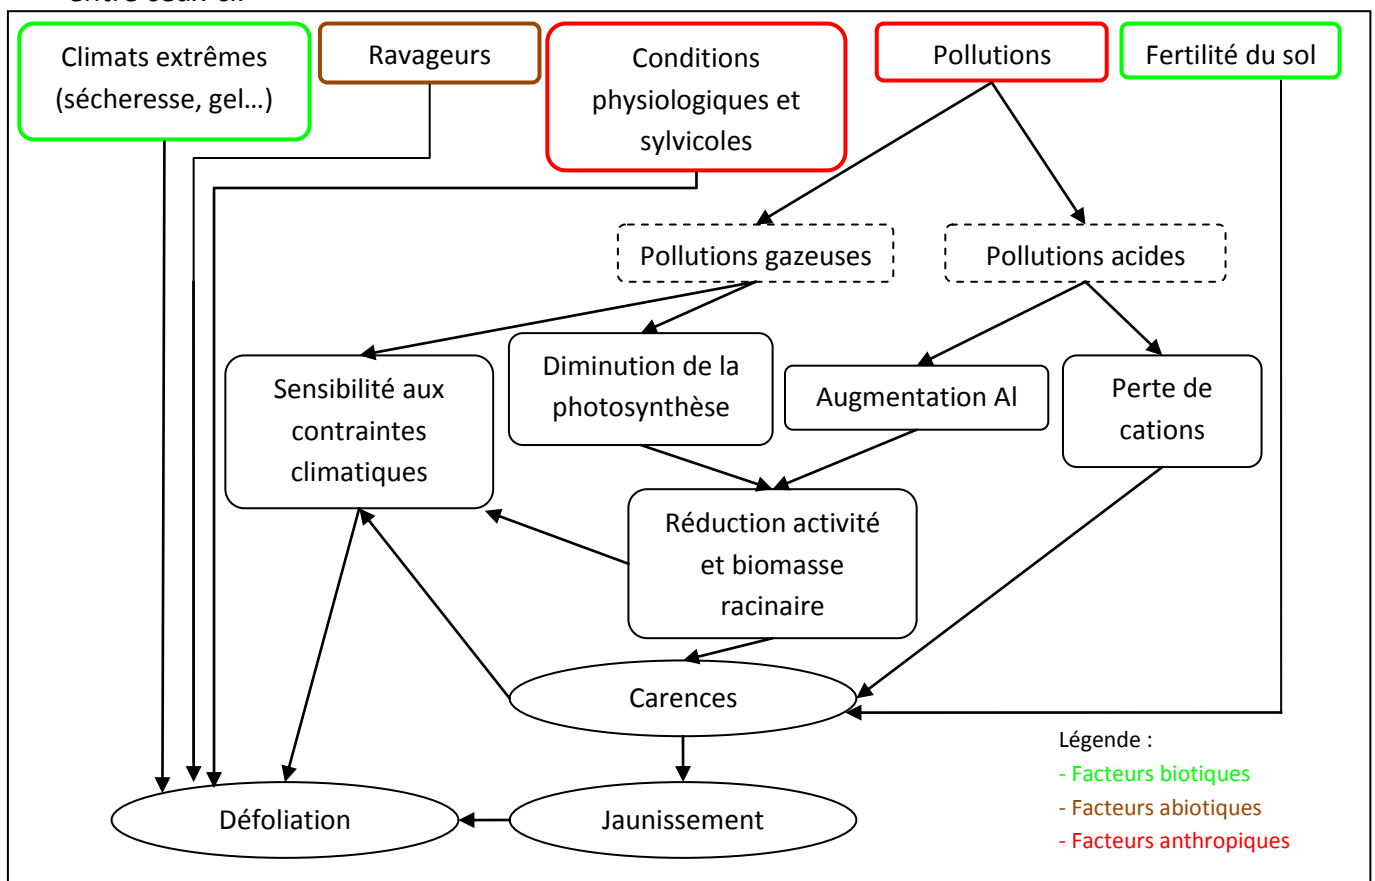 Climats extrêmes
(sécheresse, gel...)
Ravageurs
Conditions
physiologiques et
sylvicoles
Pollutions
Fertilité du sol
Pollutions gazeuses
Pollutions acides
Sensibilité aux
contraintes
climatiques
Diminution de la
photosynthèse
Augmentation Al
Perte de
cations
Réduction activité
et biomasse
racinaire
Carences
Légende :
- Facteurs biotiques
- Facteurs abiotiques
- Facteurs anthropiques
Défoliation
Jaunissement